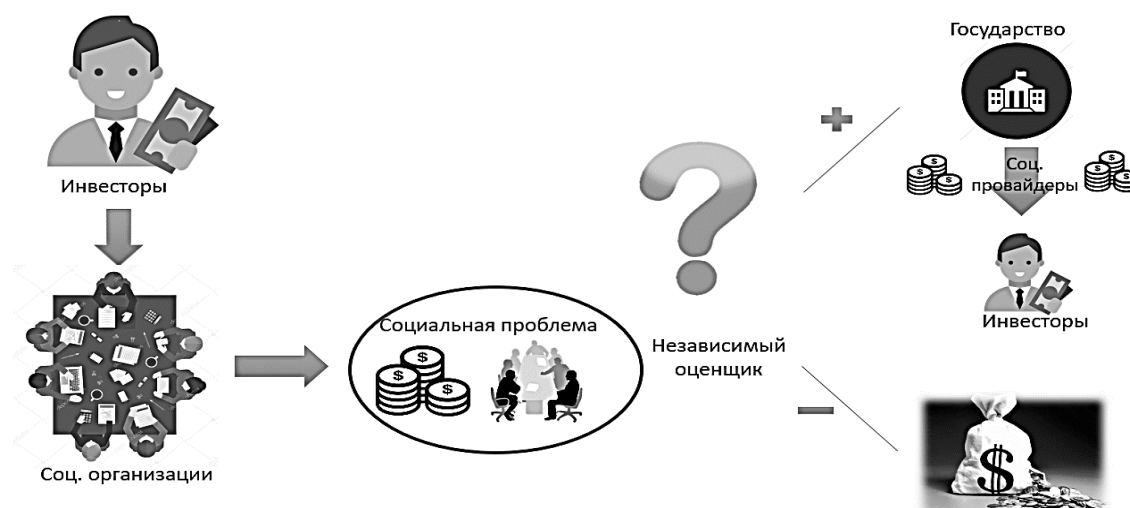 Инвесторы
Соц. организации
Социальная проблема
Независимый
оценщик
Государство
Соц.
провайдеры
Инвесторы